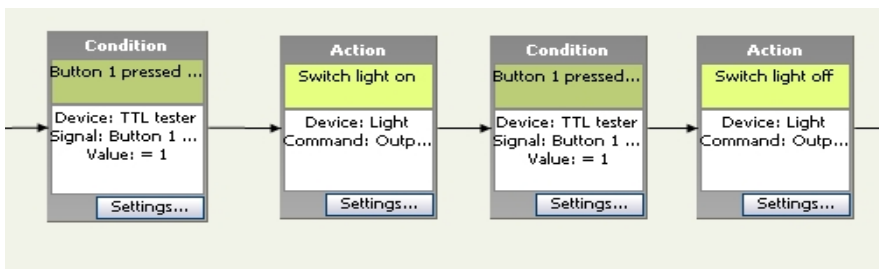 Condition
Button 1 pressed ...
Device: TTL tester
Signal: Button 1 ...
Value: = 1
Settings...
Action
Switch light on
Device: Light
Command: Outp...
Settings...
Condition
Button 1 pressed...
Device: TTL tester
Signal: Button 1 ...
Value: = 1
Settings...
Action
Switch light off
Device: Light
Command: Outp...
Settings...